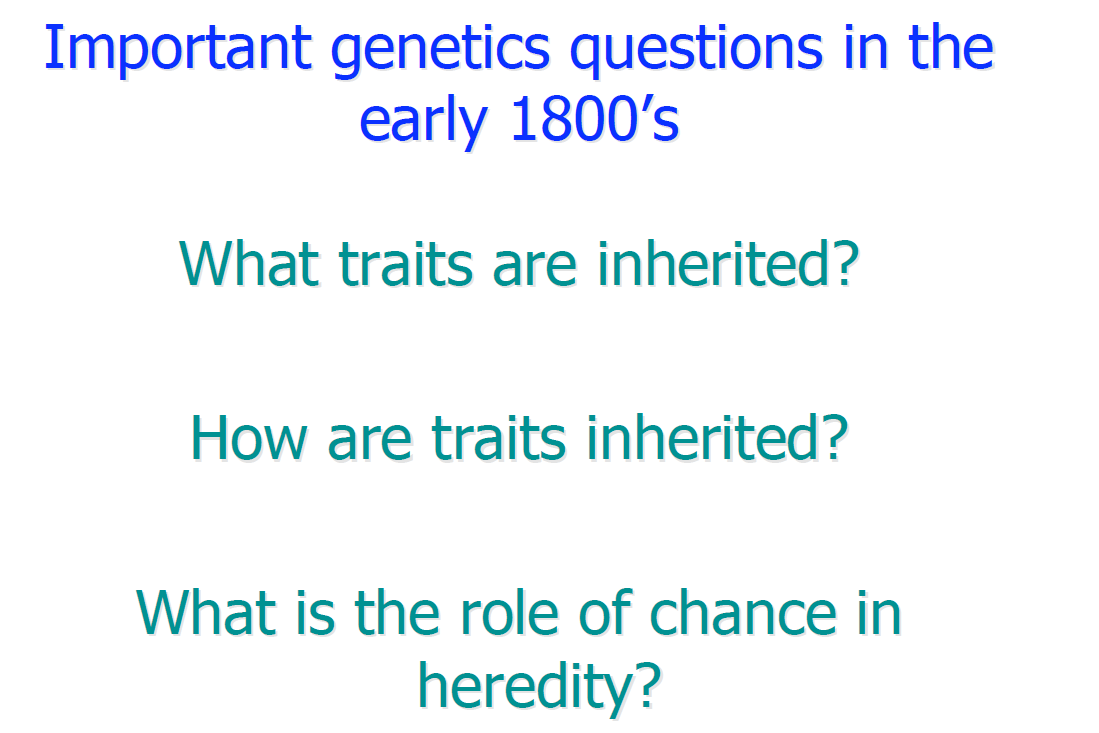 Important genetics questions in the
early 1800’s
What traits are inherited?
How are traits inherited?
What is the role of chance in
heredity?